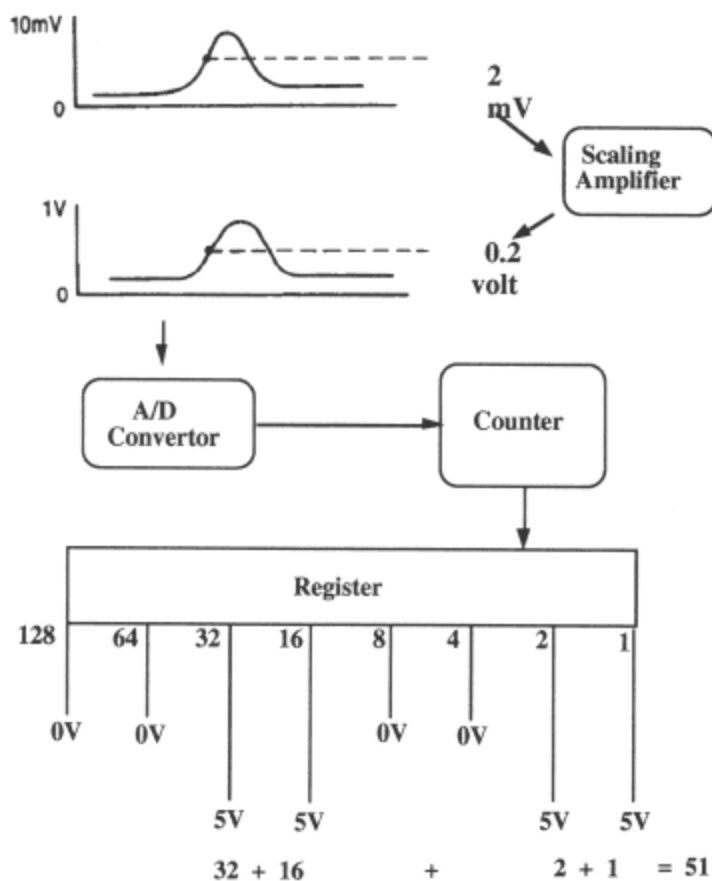 10mV
0
2
mV
Scaling
Amplifier
1V
0
0.2
volt
A/D
Convertor
Counter
Register
128 64 32 16 8 4 2 1
0V 0V 0V 0V
5V 5V 5V 5V
32 + 16 + 2 + 1 = 51